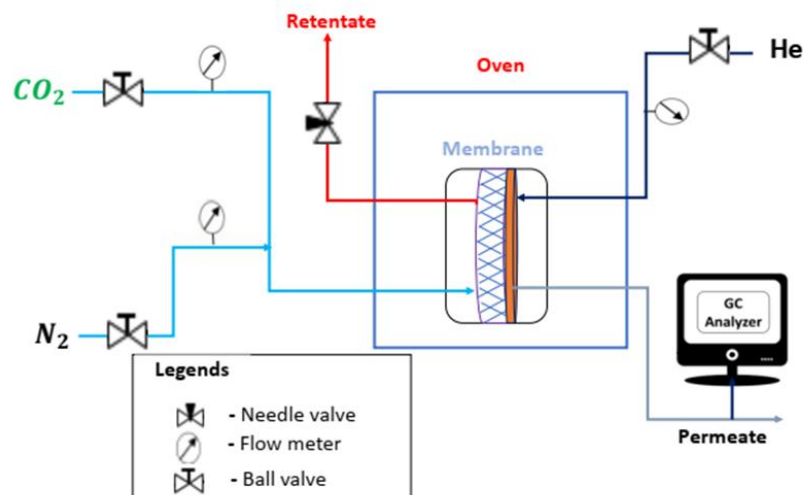 Retentate
He
Oven
CO₂
Membrane
GC
Analyzer
N₂
Legends
- Needle valve
- Flow meter
- Ball valve
Permeate